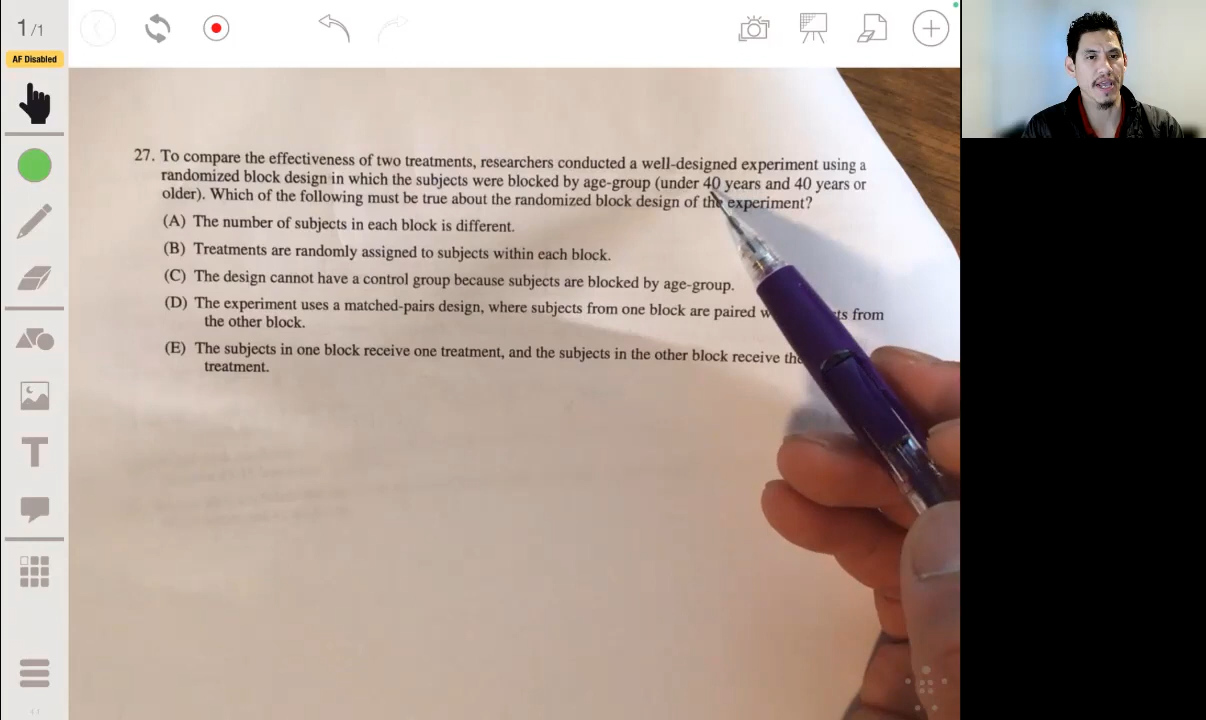 1/1
AF Disabled
27. To compare the effectiveness of two treatments, researchers conducted a well-designed experiment using a
randomized block design in which the subjects were blocked by age-group (under 40 years and 40 years or
older). Which of the following must be true about the randomized block design of the experiment?
(A) The number of subjects in each block is different.
(B) Treatments are randomly assigned to subjects within each block.
(C) The design cannot have a control group because subjects are blocked by age-group.
(D) The experiment uses a matched-pairs design, where subjects from one block are paired from
the other block.
(E) The subjects in one block receive one treatment, and the subjects in the other block receive
treatment.
T